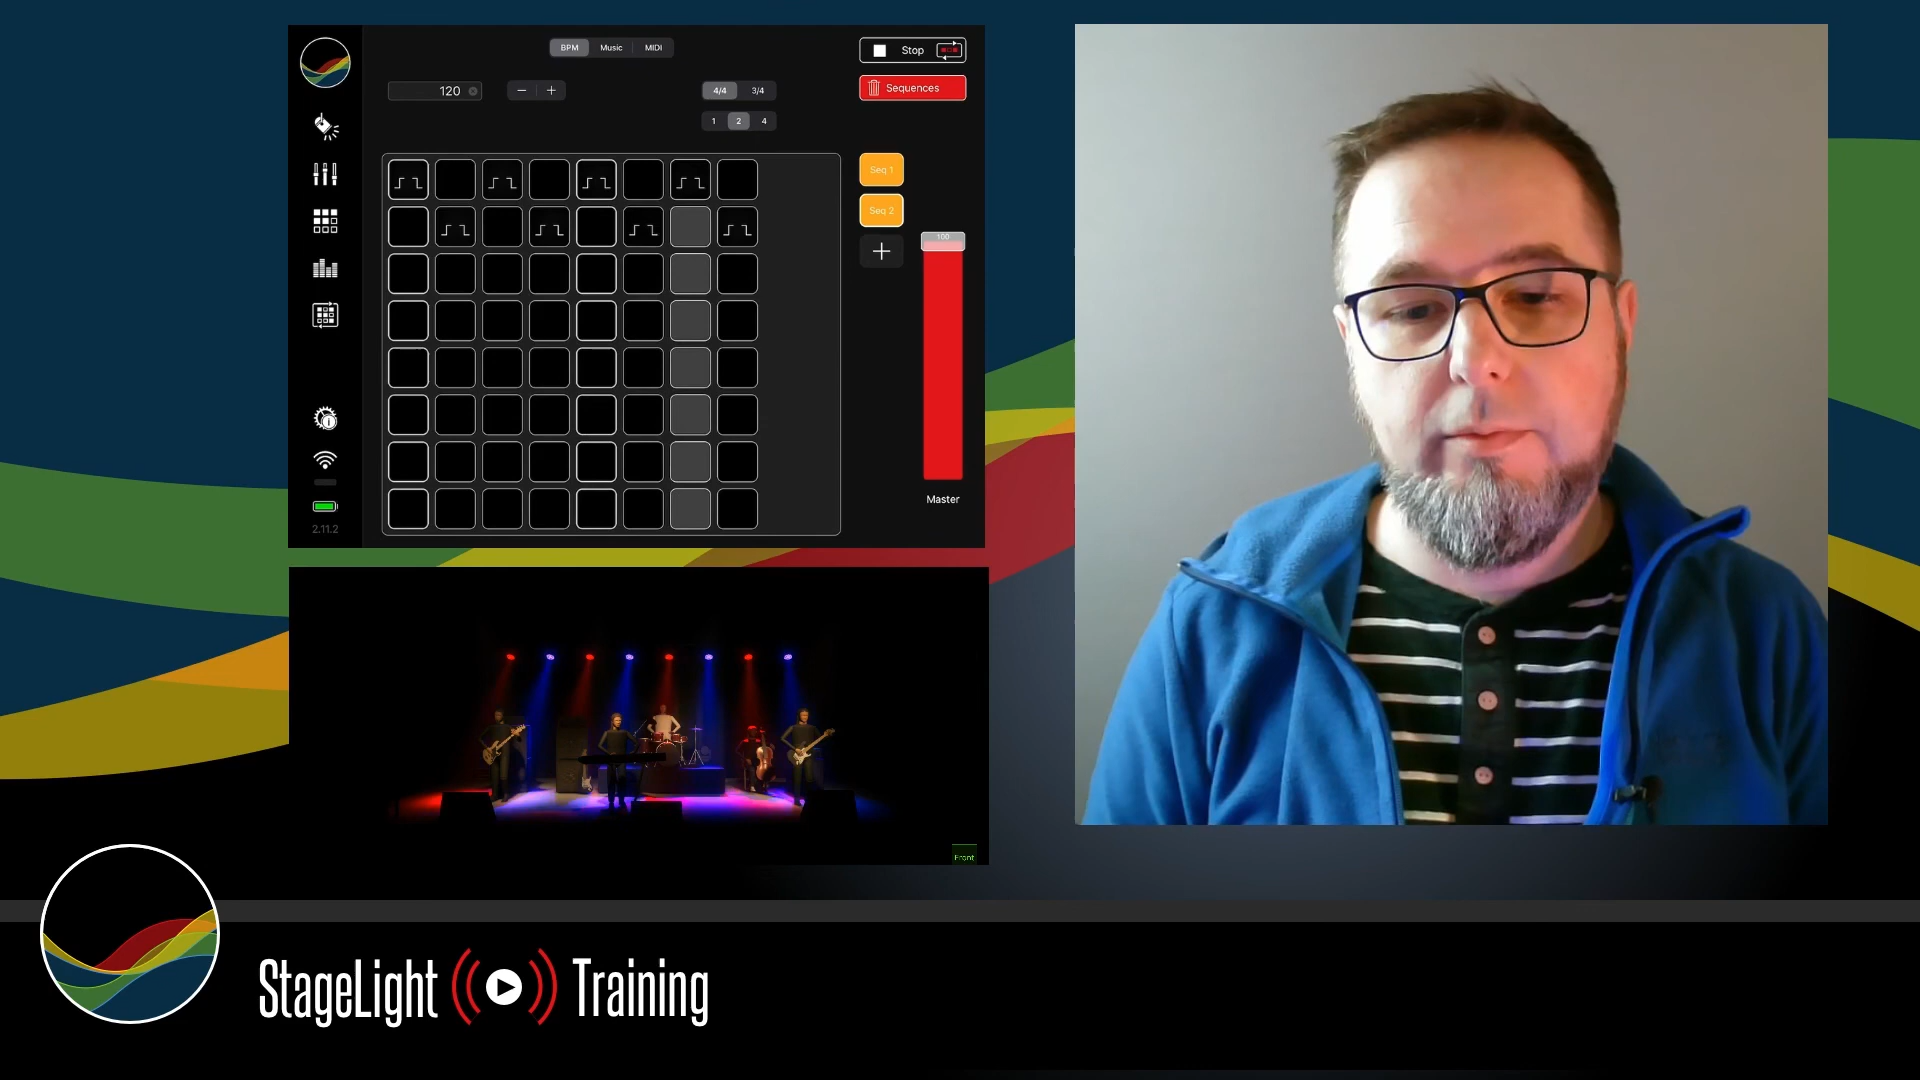 BPM Music MIDI
Stop
120
− +
4/4 3/4
Sequences
1 2 4
Seq 1
Seq 2
+
100
Master
2.11.2
Front
StageLight Training